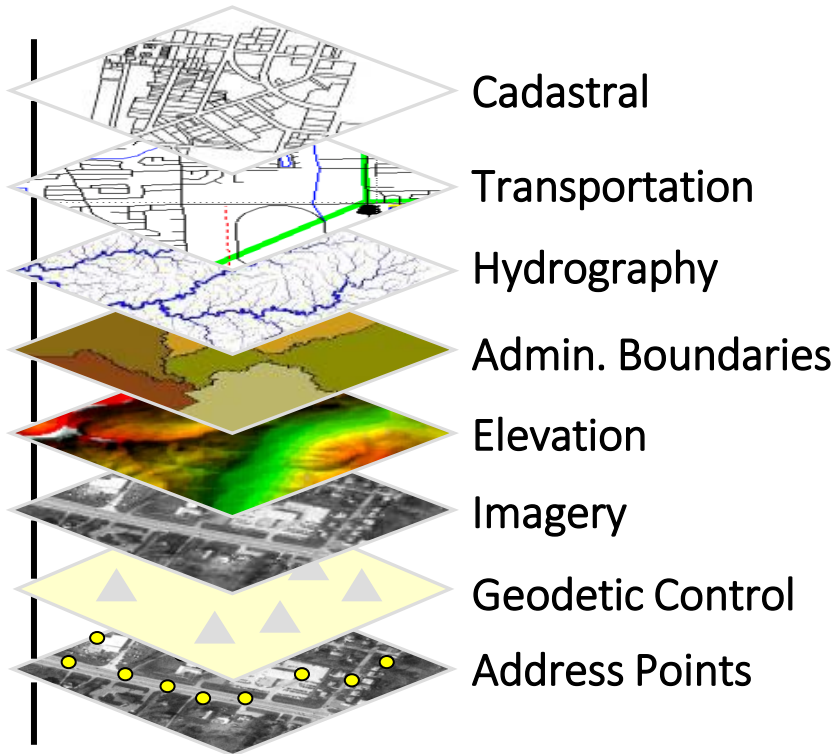 Cadastral
Transportation
Hydrography
Admin. Boundaries
Elevation
Imagery
Geodetic Control
Address Points